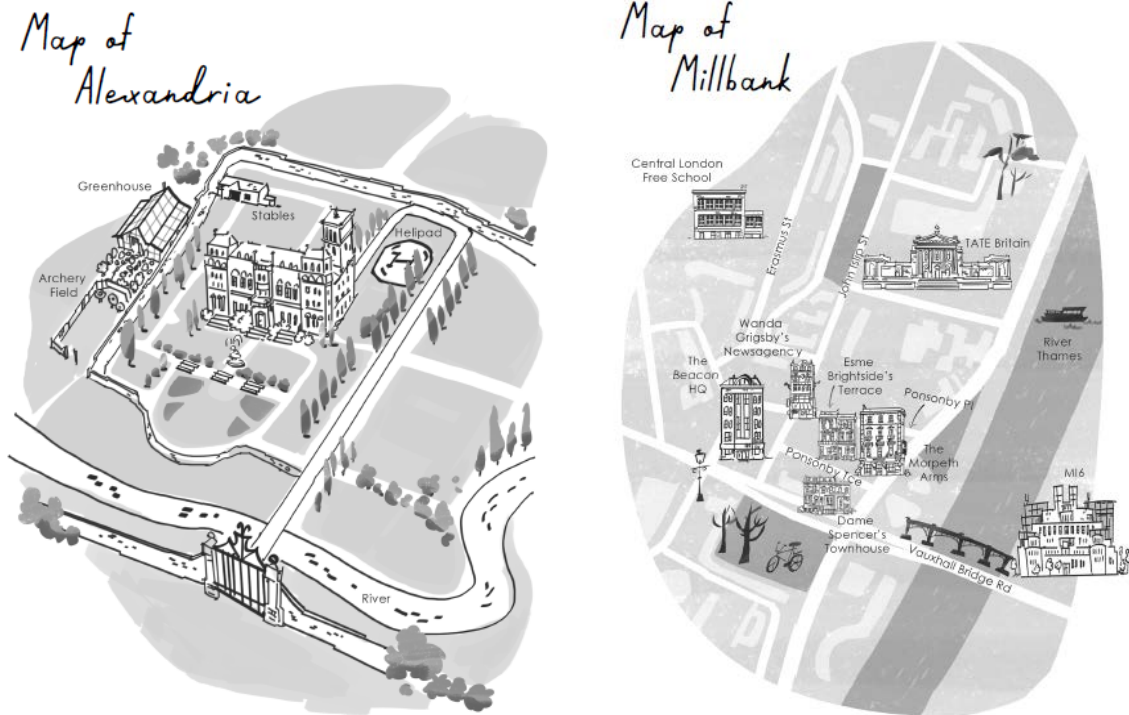 Map of
Alexandria
Greenhouse
Stables
Helipad
Archery
Field
River
Map of
Millbank
Central London
Free School
Erasmus St
John Islip St
TATE Britain
River
Thames
Wanda
Grigsby's
Newsagency
The
Beacon
HQ
Esme
Brightside's
Terrace
Ponsonby Pl
Ponsonby Tce
The
Morpeth
Arms
MI6
Dame
Spencer's
Townhouse
Vauxhall Bridge Rd